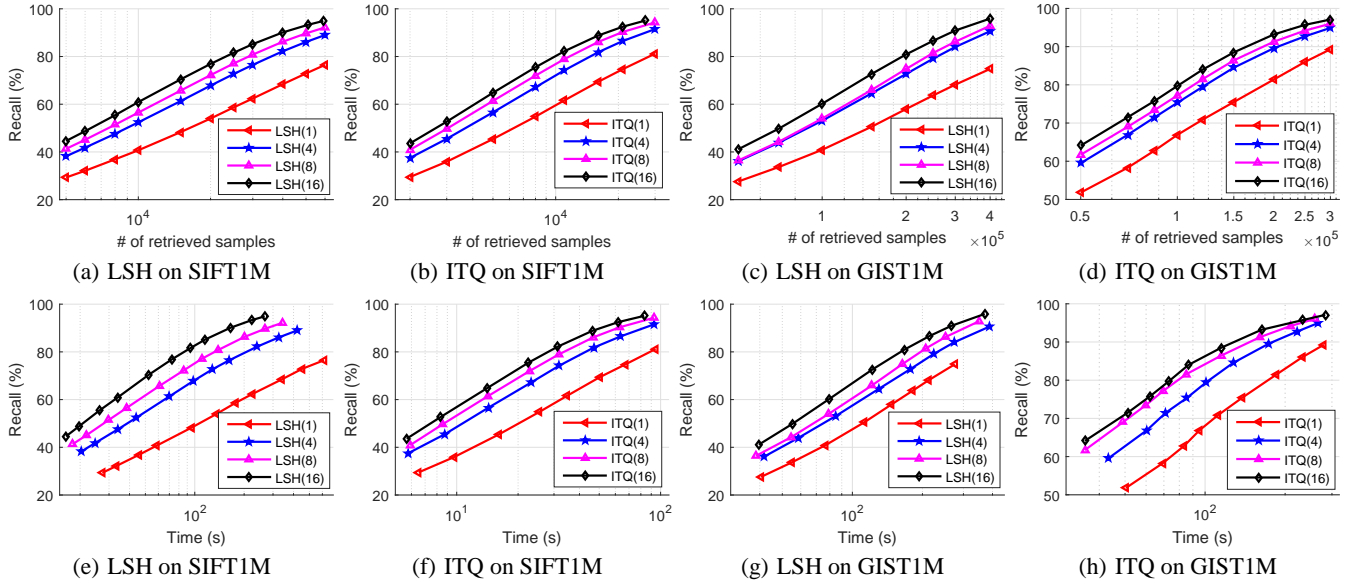 Recall (%)
100
80
60
40
20
10^4
# of retrieved samples
LSH(1)
LSH(4)
LSH(8)
LSH(16)
(a) LSH on SIFT1M
Recall (%)
100
80
60
40
20
10^4
# of retrieved samples
ITQ(1)
ITQ(4)
ITQ(8)
ITQ(16)
(b) ITQ on SIFT1M
Recall (%)
100
80
60
40
20
1 2 3 4
# of retrieved samples
×10^5
LSH(1)
LSH(4)
LSH(8)
LSH(16)
(c) LSH on GIST1M
Recall (%)
100
90
80
70
60
50
0.5 1 1.5 2 2.5 3
# of retrieved samples
×10^5
ITQ(1)
ITQ(4)
ITQ(8)
ITQ(16)
(d) ITQ on GIST1M
Recall (%)
100
80
60
40
20
10^2
Time (s)
LSH(1)
LSH(4)
LSH(8)
LSH(16)
(e) LSH on SIFT1M
Recall (%)
100
80
60
40
20
10^1 10^2
Time (s)
ITQ(1)
ITQ(4)
ITQ(8)
ITQ(16)
(f) ITQ on SIFT1M
Recall (%)
100
80
60
40
20
10^2
Time (s)
LSH(1)
LSH(4)
LSH(8)
LSH(16)
(g) LSH on GIST1M
Recall (%)
100
90
80
70
60
50
10^2
Time (s)
ITQ(1)
ITQ(4)
ITQ(8)
ITQ(16)
(h) ITQ on GIST1M